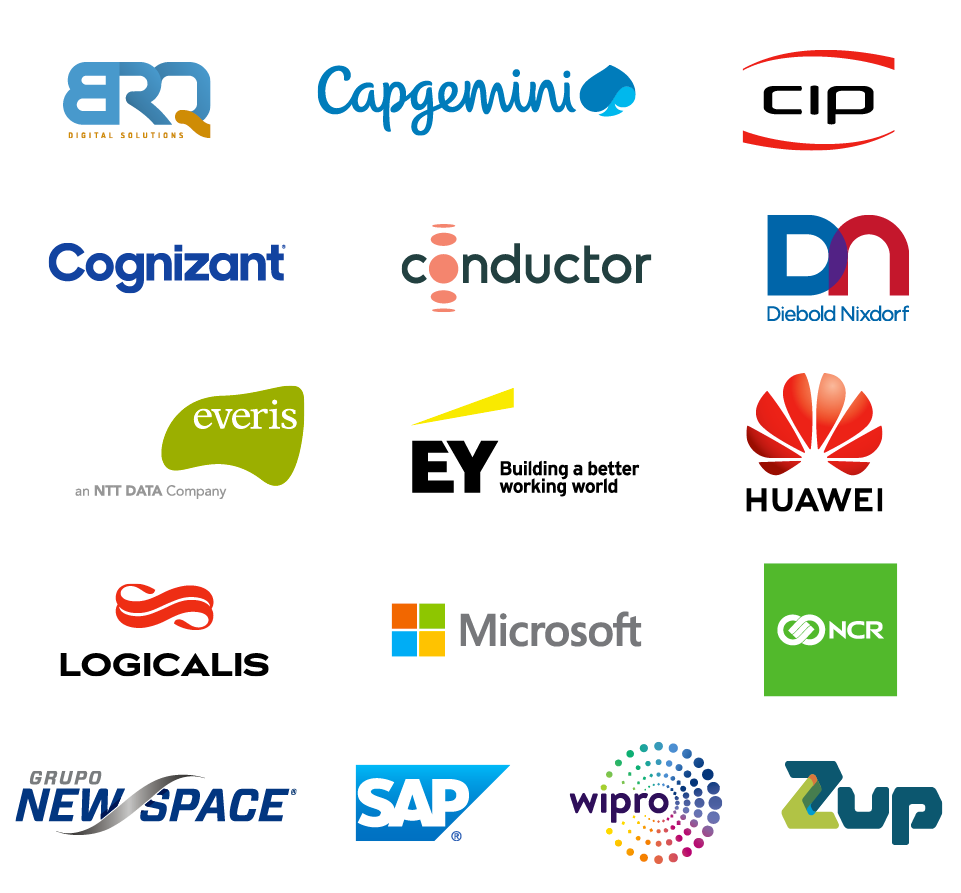 BRQ
DIGITAL SOLUTIONS
Capgemini
CIP
Cognizant®
conductor
DN
Diebold Nixdorf
everis
an NTT DATA Company
EY
Building a better
working world
HUAWEI
LOGICALIS
Microsoft
NCR
GRUPO
NEW SPACE®
SAP®
wipro
Zup